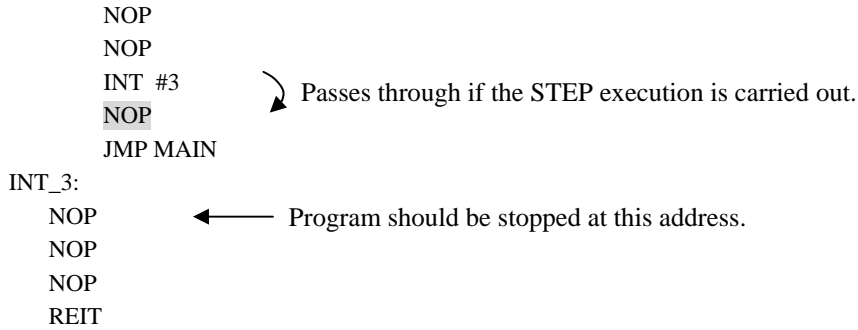 NOP
NOP
INT #3
Passes through if the STEP execution is carried out.
NOP
JMP MAIN
INT_3:
NOP Program should be stopped at this address.
NOP
NOP
REIT